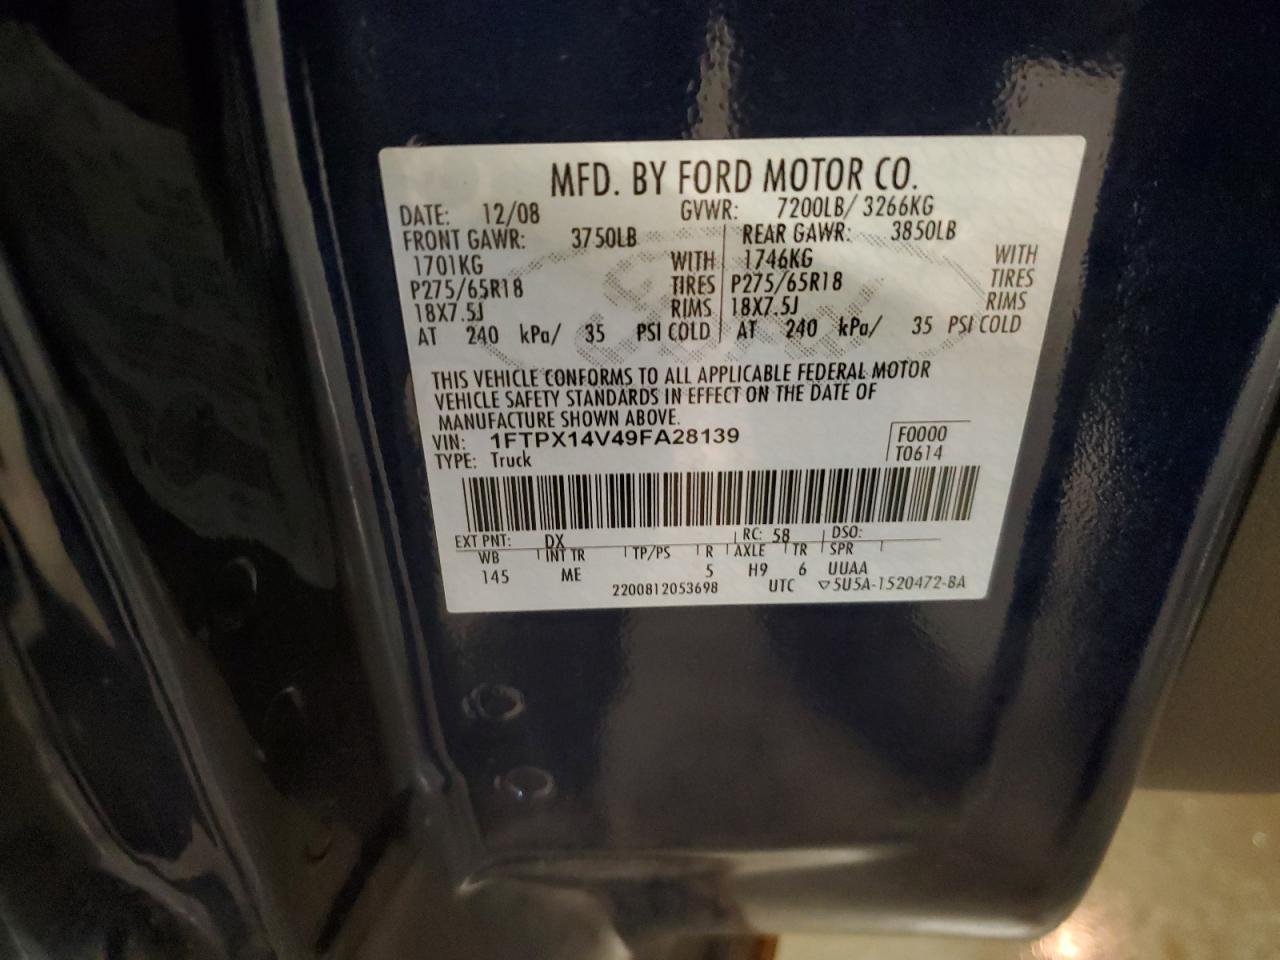 MFD. BY FORD MOTOR CO.
DATE: 12/08 GVWR: 7200LB/ 3266KG
FRONT GAWR: 3750LB REAR GAWR: 3850LB
1701KG WITH 1746KG WITH
P275/65R18 TIRES P275/65R18 TIRES
18X7.5J RIMS 18X7.5J RIMS
AT 240 kPa/ 35 PSI COLD AT 240 kPa/ 35 PSI COLD
THIS VEHICLE CONFORMS TO ALL APPLICABLE FEDERAL MOTOR
VEHICLE SAFETY STANDARDS IN EFFECT ON THE DATE OF
MANUFACTURE SHOWN ABOVE.
VIN: 1FTPX14V49FA28139 F0000
TYPE: Truck T0614
EXT PNT: DX RC: 58 DSO:
WB INT TR TP/PS R AXLE TR SPR
145 ME 5 H9 6 UUAA
2200812053698 UTC ▽5U5A-1520472-BA